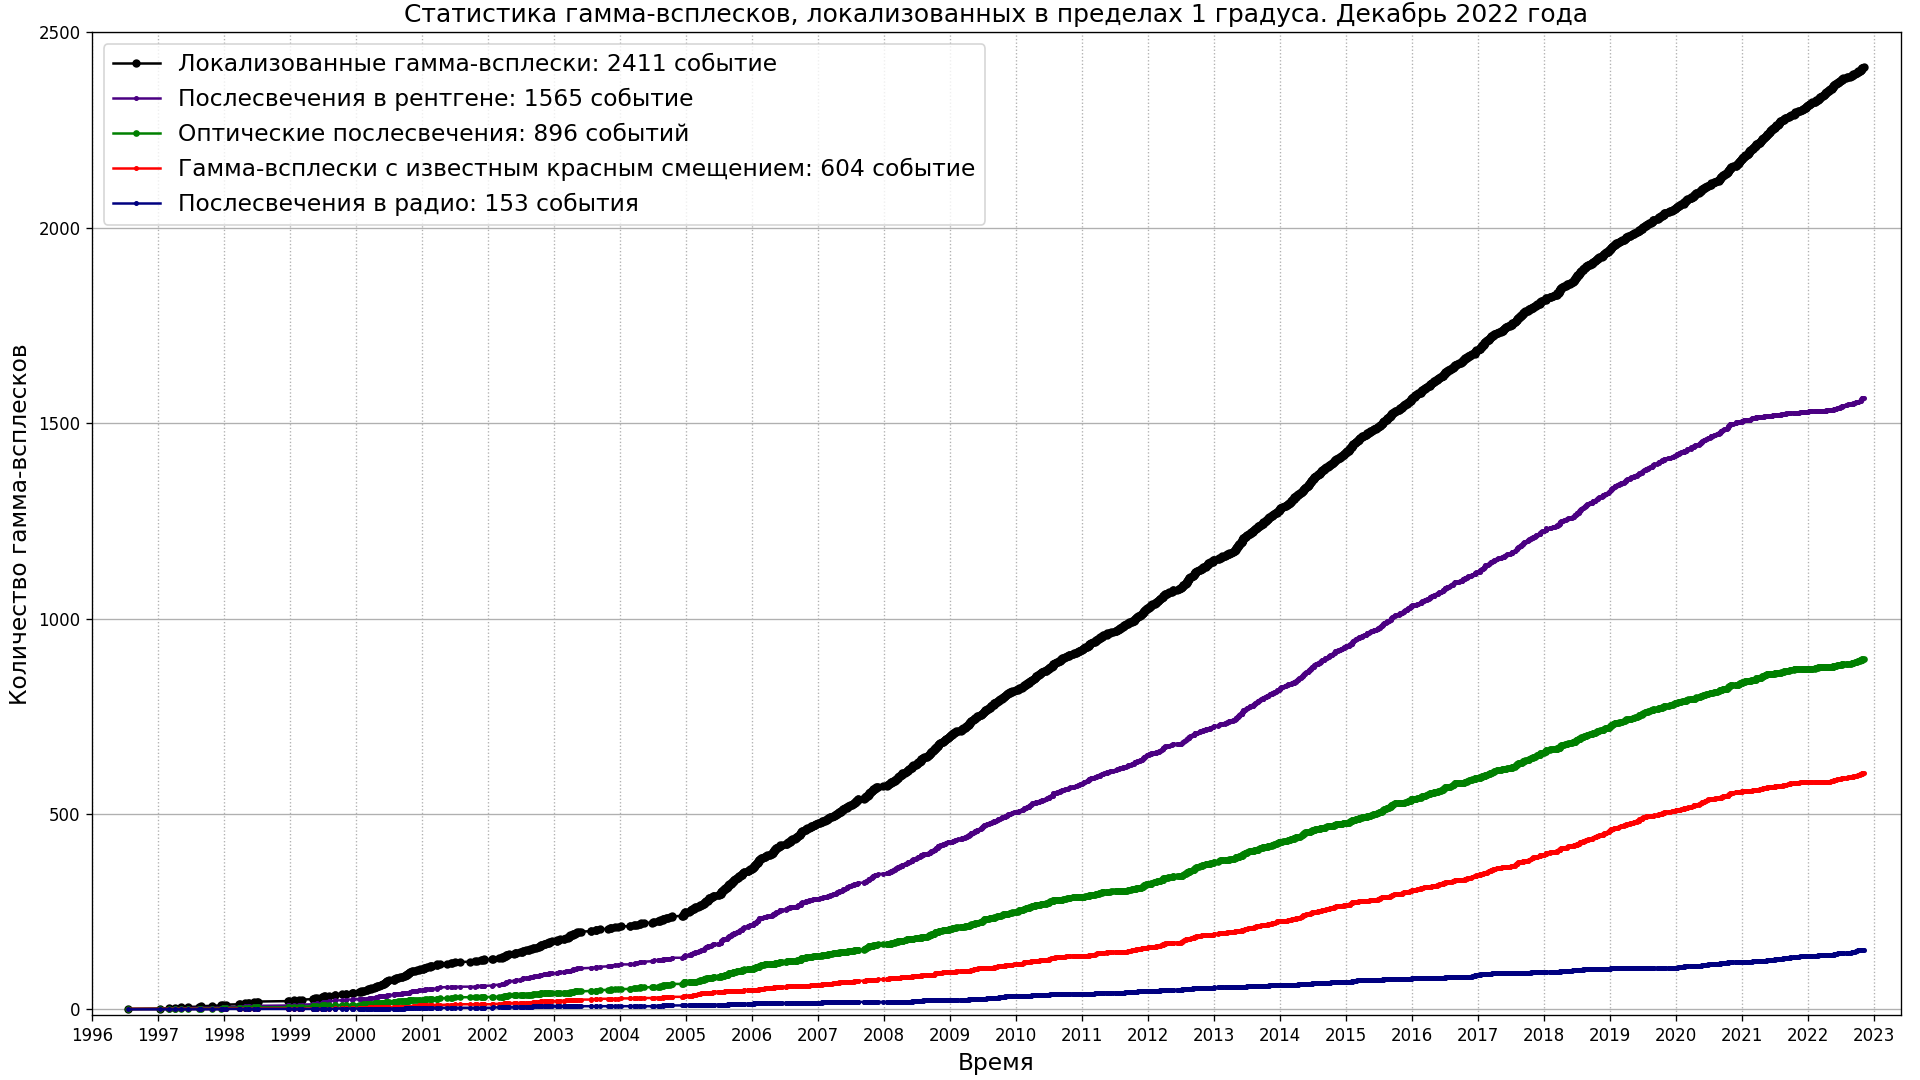 Статистика гамма-всплесков, локализованных в пределах 1 градуса. Декабрь 2022 года
Локализованные гамма-всплески: 2411 событие
Послесвечения в рентгене: 1565 событие
Оптические послесвечения: 896 событий
Гамма-всплески с известным красным смещением: 604 событие
Послесвечения в радио: 153 события
Количество гамма-всплесков
2500
2000
1500
1000
500
0
1996 1997 1998 1999 2000 2001 2002 2003 2004 2005 2006 2007 2008 2009 2010 2011 2012 2013 2014 2015 2016 2017 2018 2019 2020 2021 2022 2023
Время